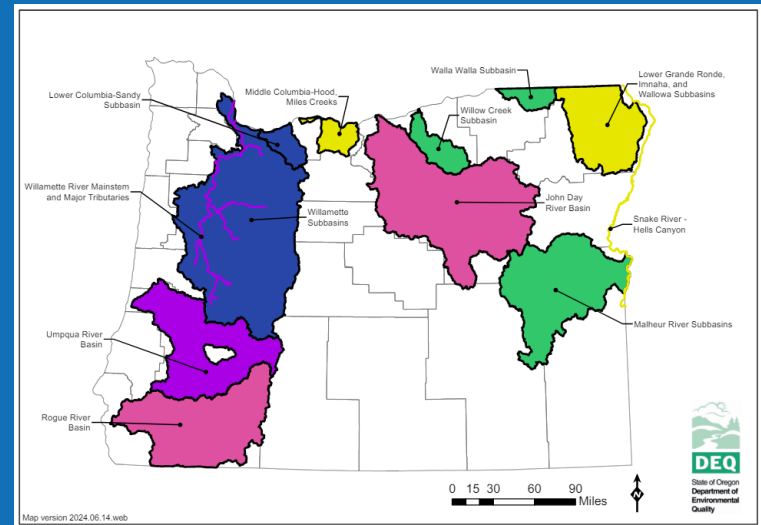 Walla Walla Subbasin
Lower Grande Ronde,
Imnaha, and
Wallowa Subbasins
Lower Columbia-Sandy
Subbasin
Middle Columbia-Hood,
Miles Creeks
Willow Creek
Subbasin
Willamette River Mainstem
and Major Tributaries
Willamette
Subbasins
John Day
River Basin
Snake River -
Hells Canyon
Umpqua River
Basin
Malheur River Subbasins
Rogue River
Basin
0 15 30 60 90
Miles
N
DEQ
State of Oregon
Department of
Environmental
Quality
Map version 2024.06.14.web